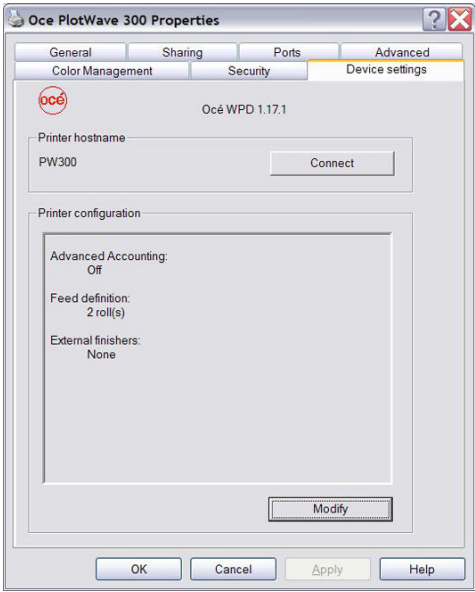 Oce PlotWave 300 Properties
General Sharing Ports Advanced
Color Management Security Device settings
océ
Océ WPD 1.17.1
Printer hostname
PW300 Connect
Printer configuration
Advanced Accounting:
Off
Feed definition:
2 roll(s)
External finishers:
None
Modify
OK Cancel Apply Help